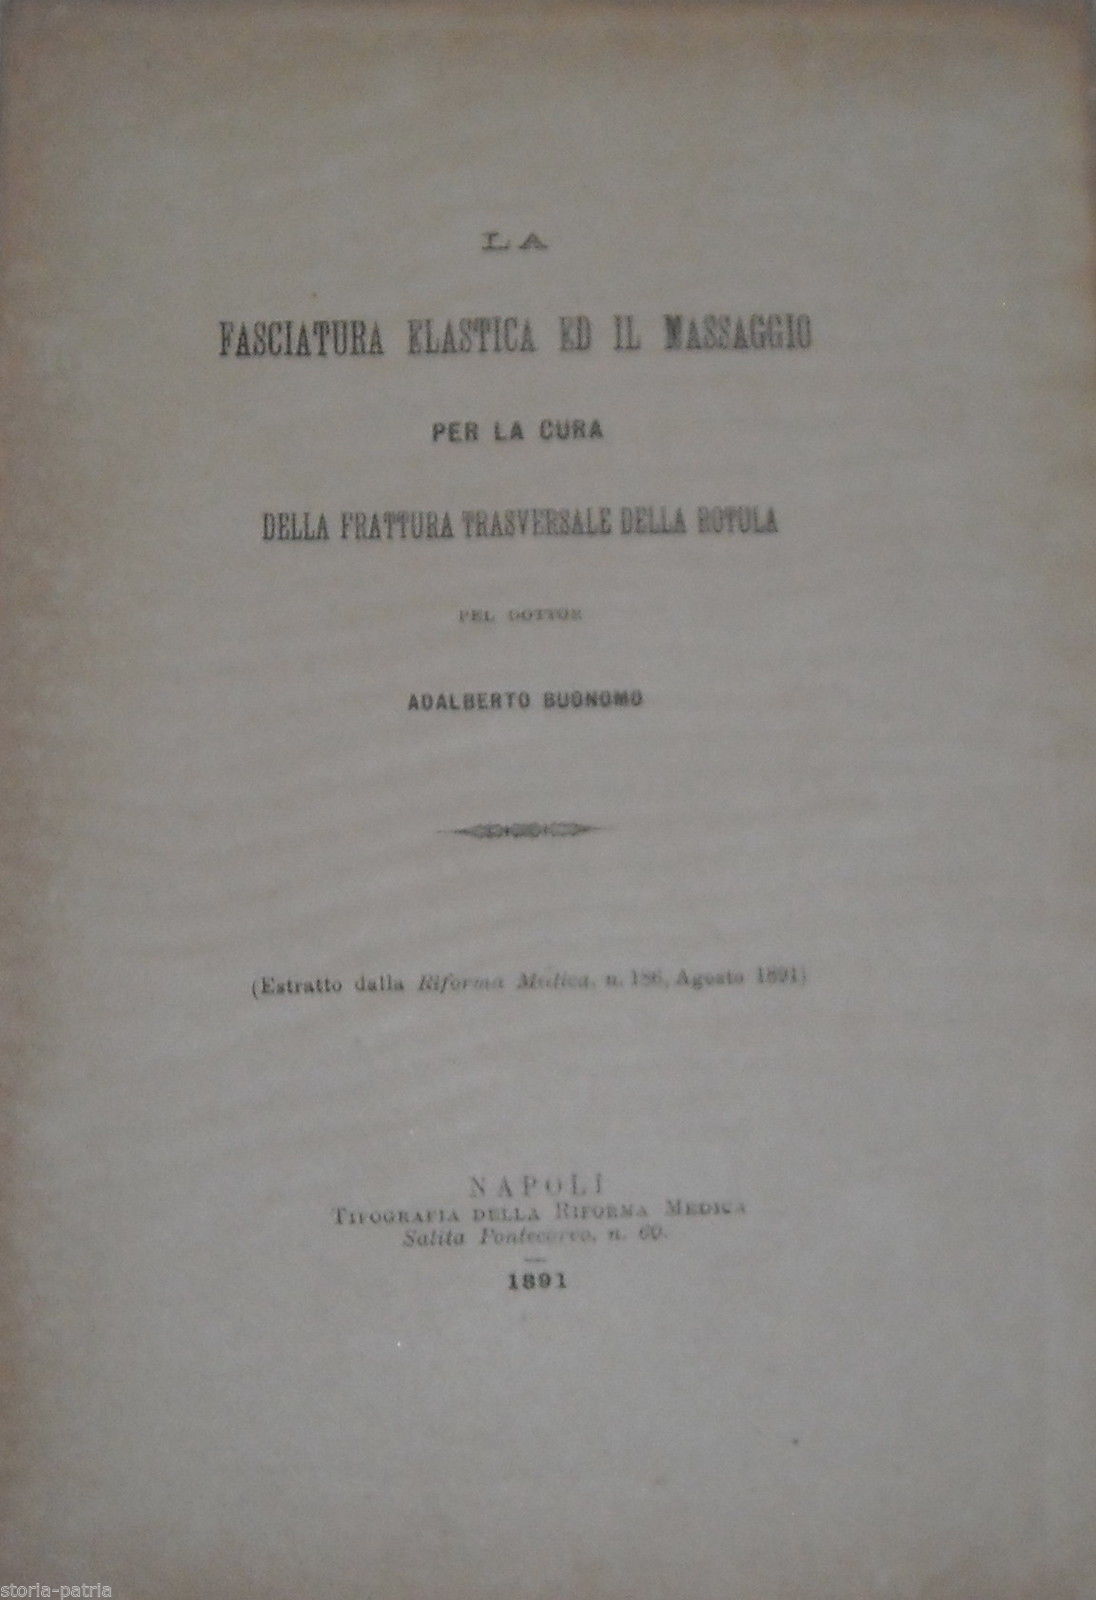 LA
FASCIATURA ELASTICA ED IL MASSAGGIO
PER LA CURA
DELLA FRATTURA TRASVERSALE DELLA ROTULA
PEL DOTTOR
ADALBERTO BUONOMO
(Estratto dalla Riforma Medica, n. 186, Agosto 1891)
NAPOLI
TIPOGRAFIA DELLA RIFORMA MEDICA
Salita Pontecorvo, n. 60.
1891
storia-patria